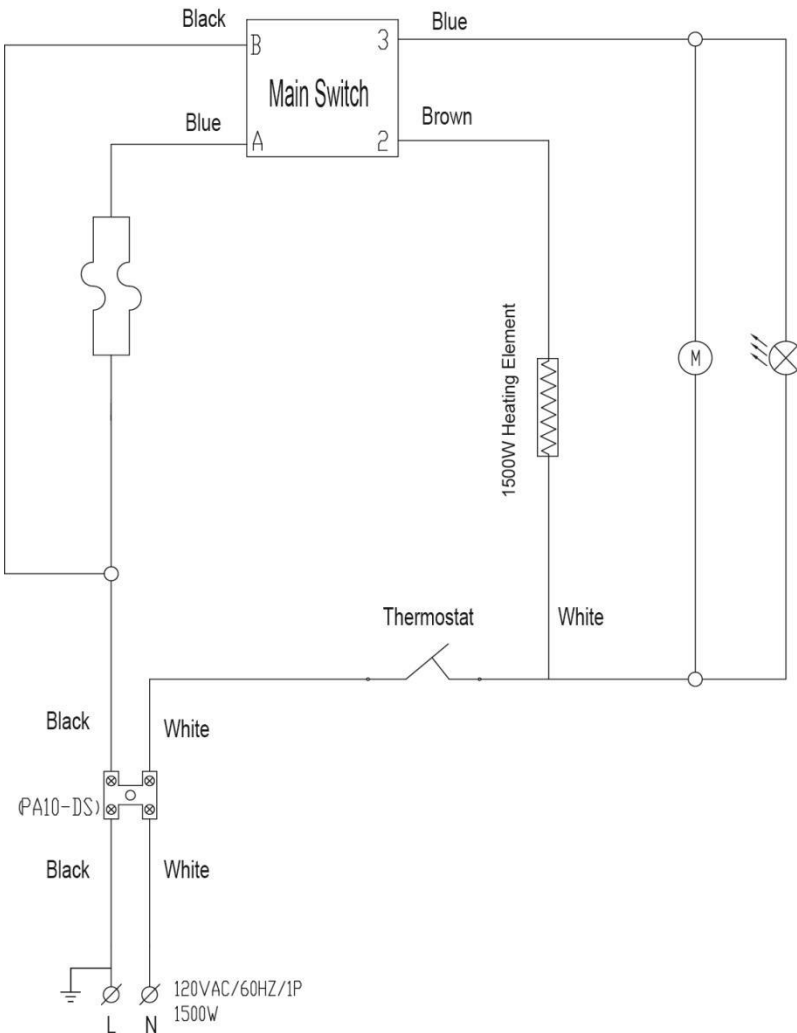 Black
B
3
Blue
Main Switch
Blue
A
2
Brown
M
1500W Heating Element
Thermostat
White
Black
White
(PA10-DS)
Black
White
120VAC/60HZ/1P
1500W
L
N